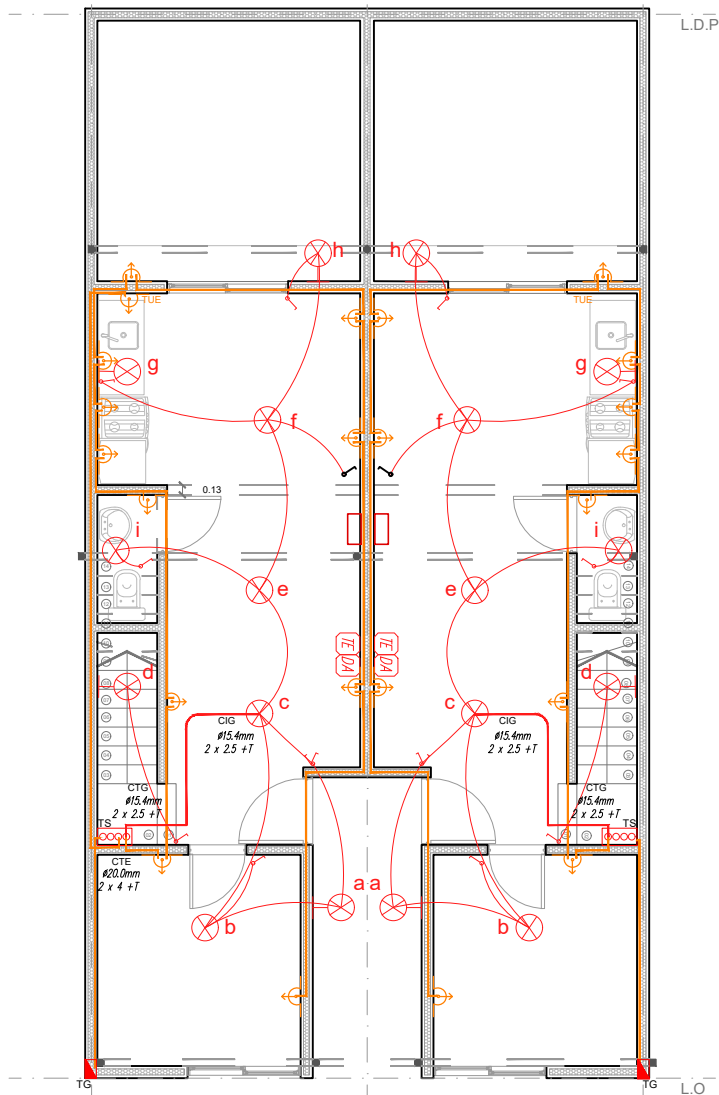 L.D.P
h
h
TUE
TUE
g
g
f
f
0.13
i
i
e
e
TE
DA
TE
DA
d
d
c
c
CIG
ø15.4mm
2 x 2.5 +T
CIG
ø15.4mm
2 x 2.5 +T
CTG
ø15.4mm
2 x 2.5 +T
CTG
ø15.4mm
2 x 2.5 +T
TS
TS
CTE
ø20.0mm
2 x 4 +T
a
a
b
b
TG
TG
L.O